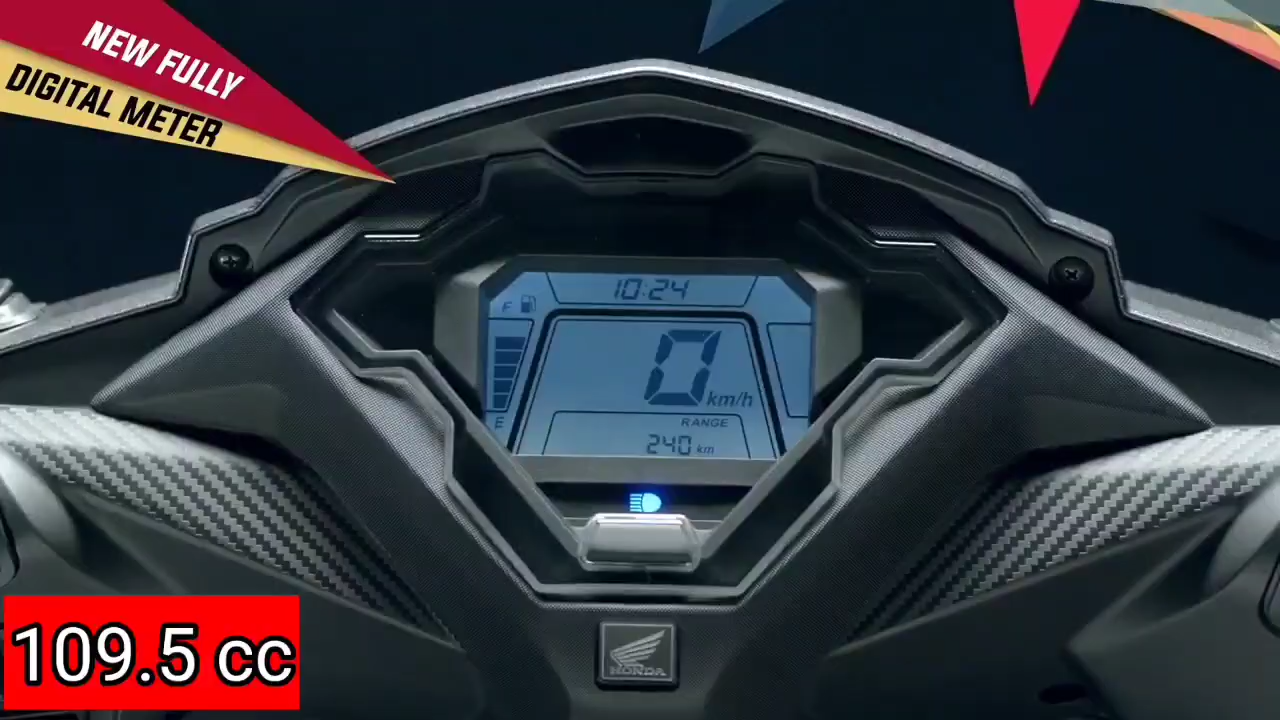 NEW FULLY
DIGITAL METER
10:24
F
0 km/h
E
RANGE
240 km
HONDA
109.5 cc